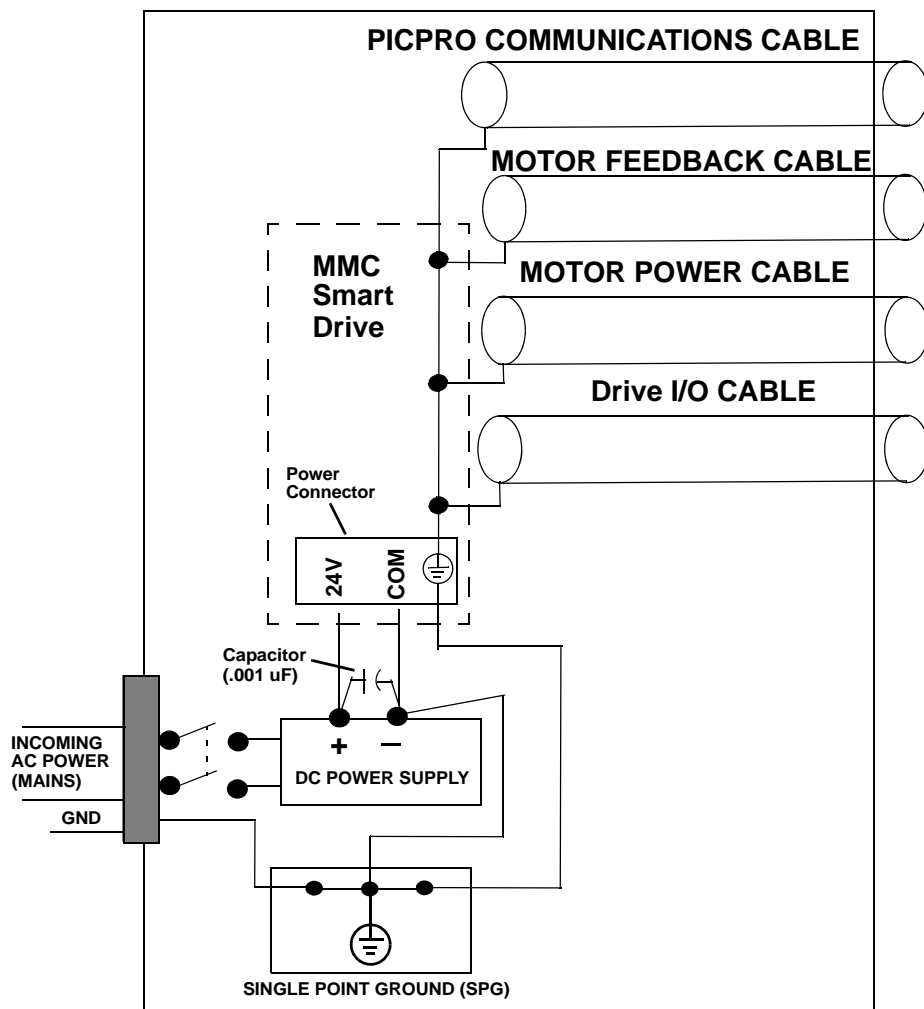 PICPRO COMMUNICATIONS CABLE
MOTOR FEEDBACK CABLE
MMC
Smart
Drive
MOTOR POWER CABLE
Drive I/O CABLE
Power
Connector
24V
COM
Capacitor
(.001 uF)
+
–
INCOMING
AC POWER
(MAINS)
DC POWER SUPPLY
GND
SINGLE POINT GROUND (SPG)